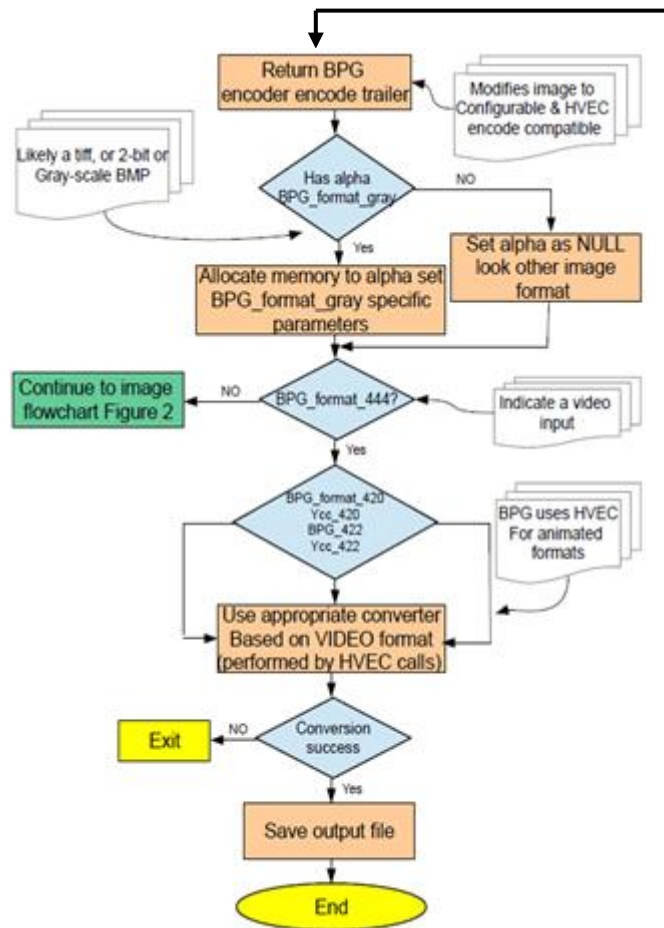 Return BPG
encoder encode trailer
Modifies image to
Configurable & HVEC
encode compatible
Likely a tiff, or 2-bit or
Gray-scale BMP
Has alpha
BPG_format_gray
NO
Yes
Set alpha as NULL
look other image
format
Allocate memory to alpha set
BPG_format_gray specific
parameters
Continue to image
flowchart Figure 2
NO
BPG_format_444?
Indicate a video
input
Yes
BPG_format_420
Ycc_420
BPG_422
Ycc_422
BPG uses HVEC
For animated
formats
Use appropriate converter
Based on VIDEO format
(performed by HVEC calls)
Exit
NO
Conversion
success
Yes
Save output file
End